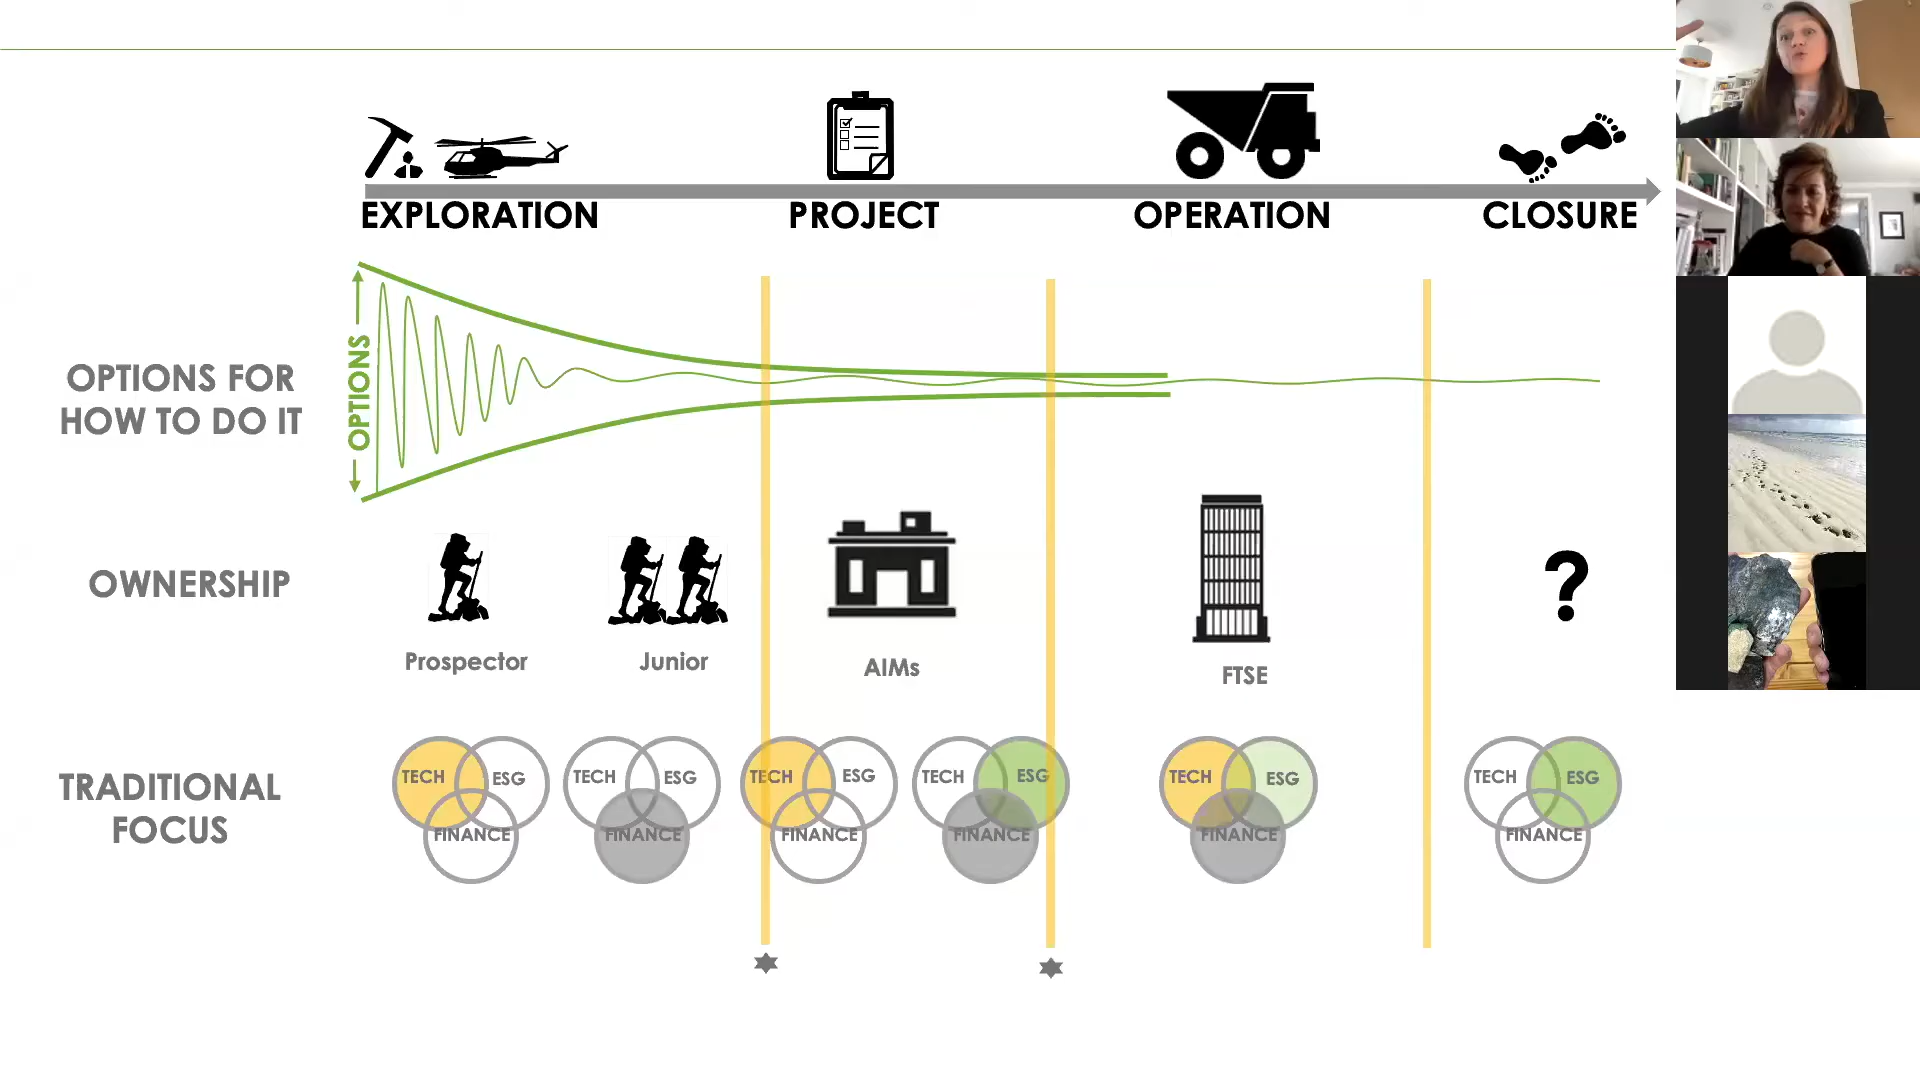 EXPLORATION
PROJECT
OPERATION
CLOSURE
OPTIONS FOR
HOW TO DO IT
OPTIONS
OWNERSHIP
Prospector
Junior
AIMs
FTSE
?
TRADITIONAL
FOCUS
TECH ESG
FINANCE
TECH ESG
FINANCE
TECH ESG
FINANCE
TECH ESG
FINANCE
TECH ESG
FINANCE
TECH ESG
FINANCE